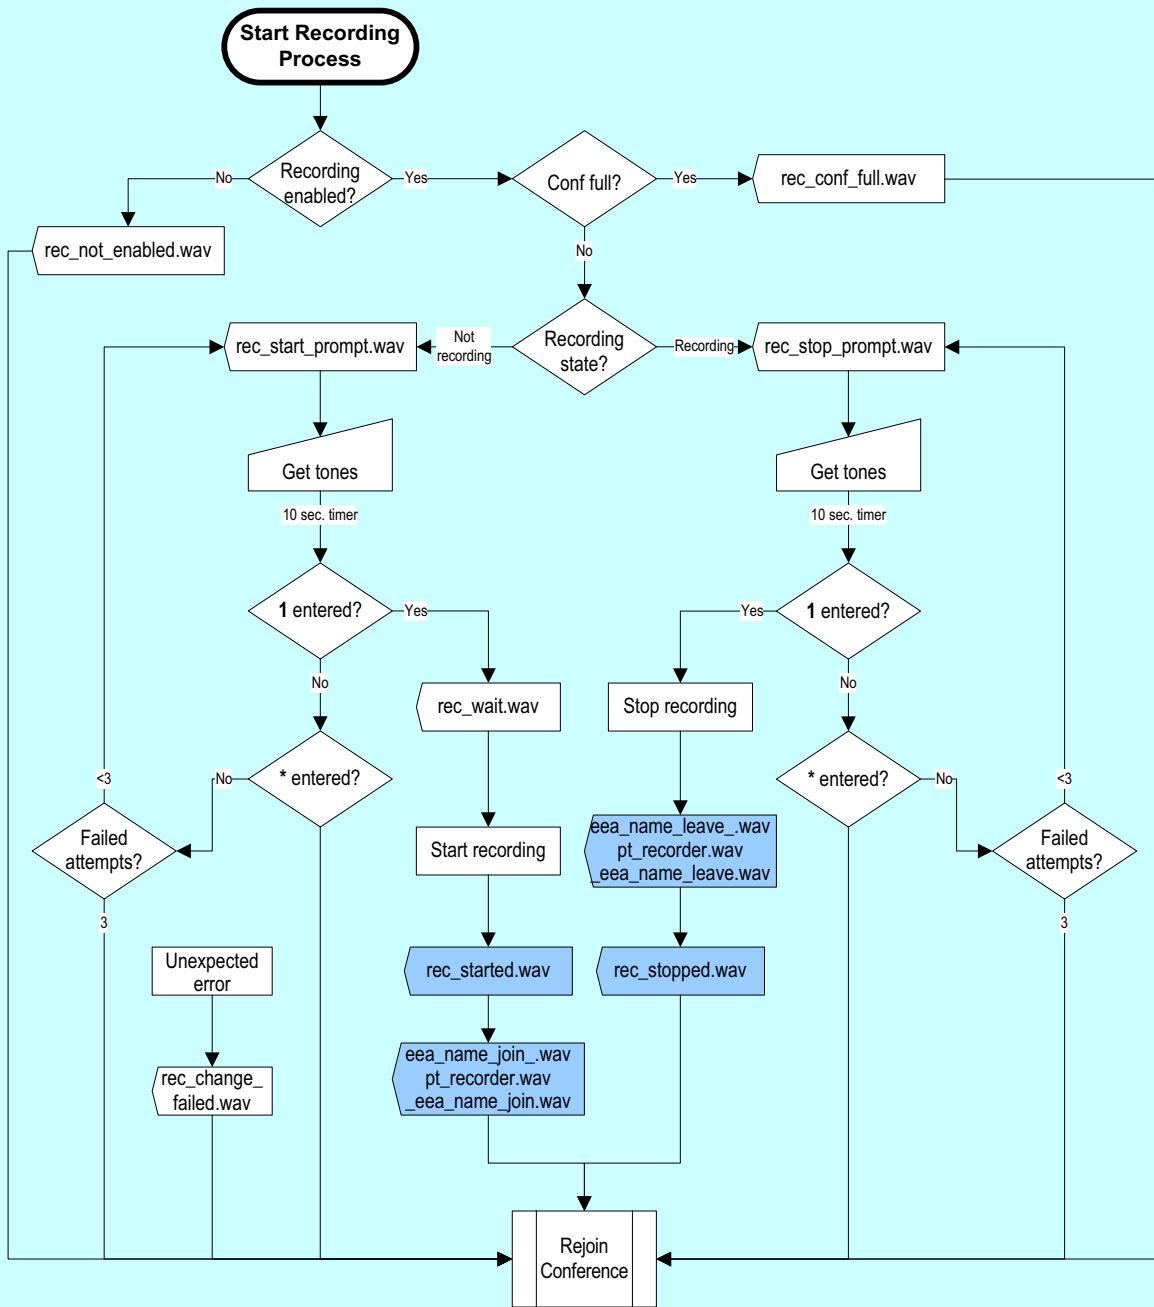 Start Recording
Process
Recording
enabled?
No
Yes
Conf full?
Yes
rec_conf_full.wav
rec_not_enabled.wav
No
rec_start_prompt.wav
Not
recording
Recording
state?
Recording
rec_stop_prompt.wav
Get tones
Get tones
10 sec. timer
10 sec. timer
1 entered?
Yes
Yes
1 entered?
No
No
rec_wait.wav
Stop recording
* entered?
No
* entered?
No
<3
<3
Failed
attempts?
Start recording
eea_name_leave_.wav
pt_recorder.wav
_eea_name_leave.wav
Failed
attempts?
3
3
Unexpected
error
rec_started.wav
rec_stopped.wav
rec_change_
failed.wav
eea_name_join_.wav
pt_recorder.wav
_eea_name_join.wav
Rejoin
Conference